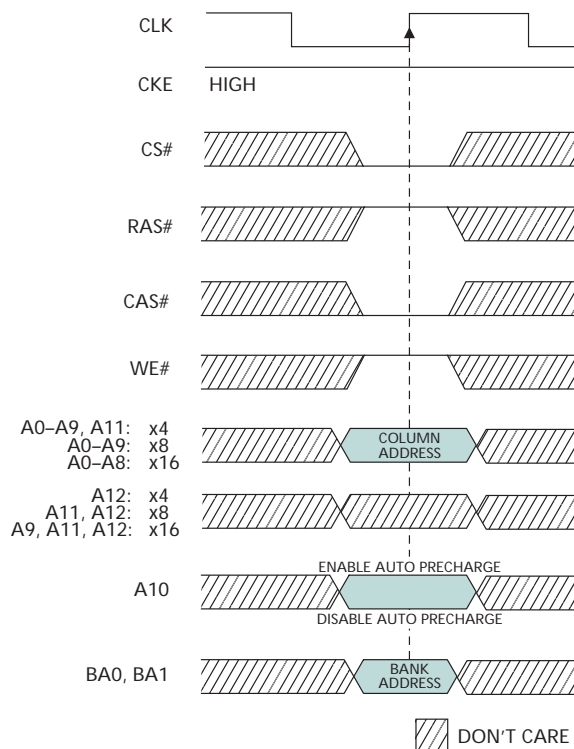 CLK
CKE HIGH
CS#
RAS#
CAS#
WE#
A0–A9, A11: x4
A0–A9: x8
A0–A8: x16
COLUMN
ADDRESS
A12: x4
A11, A12: x8
A9, A11, A12: x16
ENABLE AUTO PRECHARGE
A10
DISABLE AUTO PRECHARGE
BA0, BA1
BANK
ADDRESS
DON'T CARE